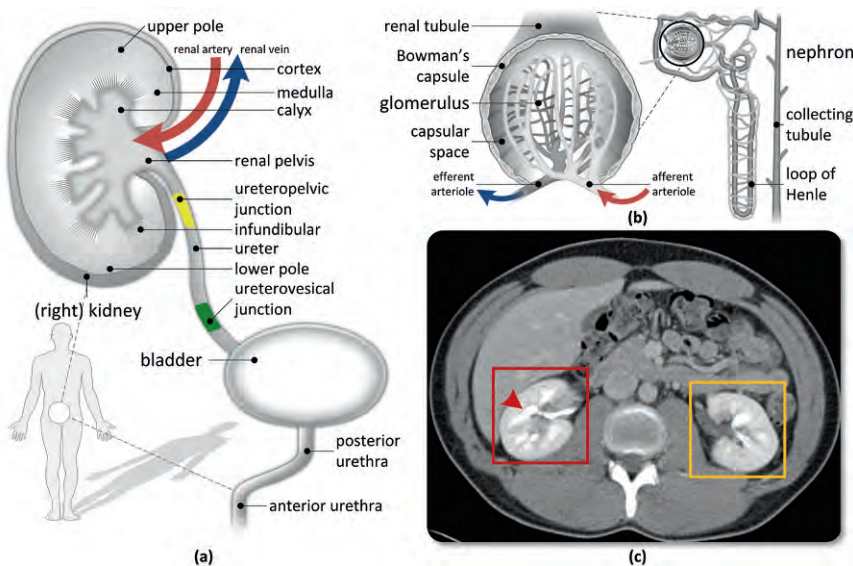 upper pole
renal artery
renal vein
cortex
medulla
calyx
renal pelvis
ureteropelvic
junction
infundibular
ureter
lower pole
ureterovesical
junction
(right) kidney
bladder
posterior
urethra
anterior urethra
(a)
renal tubule
Bowman's
capsule
glomerulus
capsular
space
efferent
arteriole
afferent
arteriole
(b)
nephron
collecting
tubule
loop of
Henle
(c)